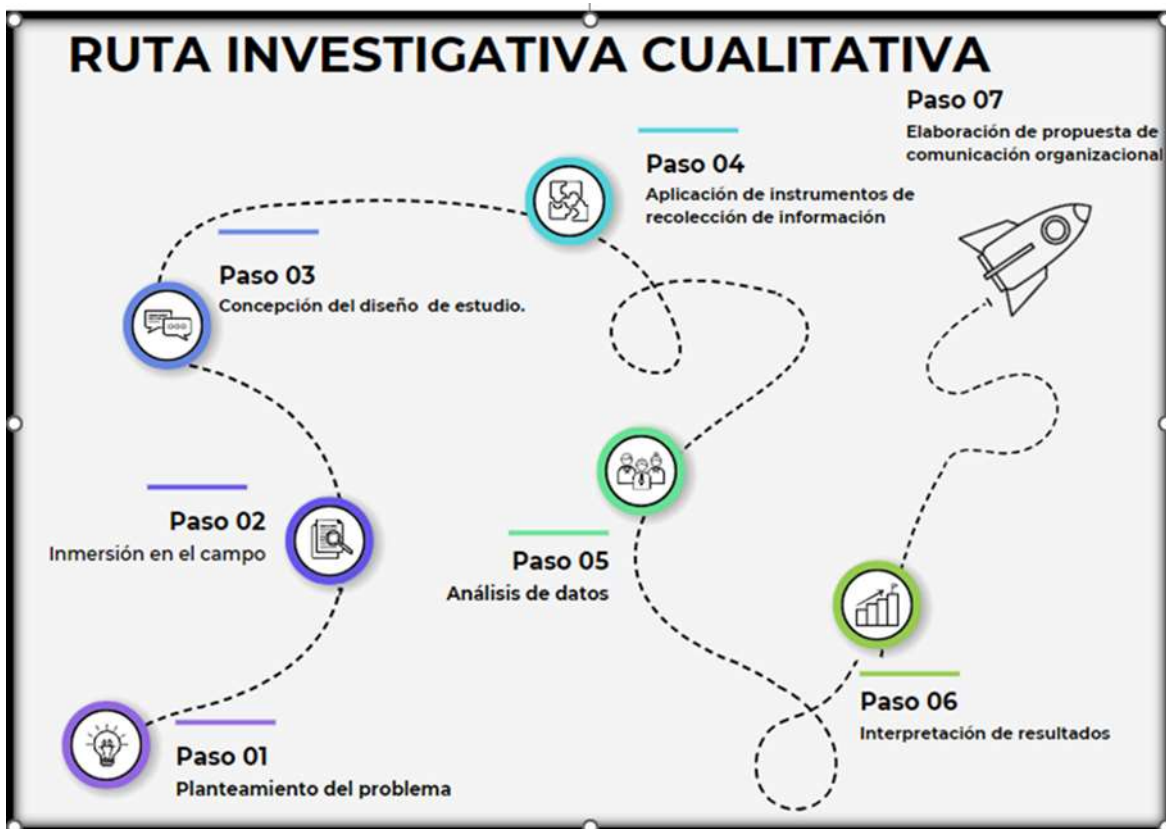 RUTA INVESTIGATIVA CUALITATIVA
Paso 01
Planteamiento del problema
Paso 02
Inmersión en el campo
Paso 03
Concepción del diseño de estudio.
Paso 04
Aplicación de instrumentos de
recolección de información
Paso 05
Análisis de datos
Paso 06
Interpretación de resultados
Paso 07
Elaboración de propuesta de
comunicación organizacional